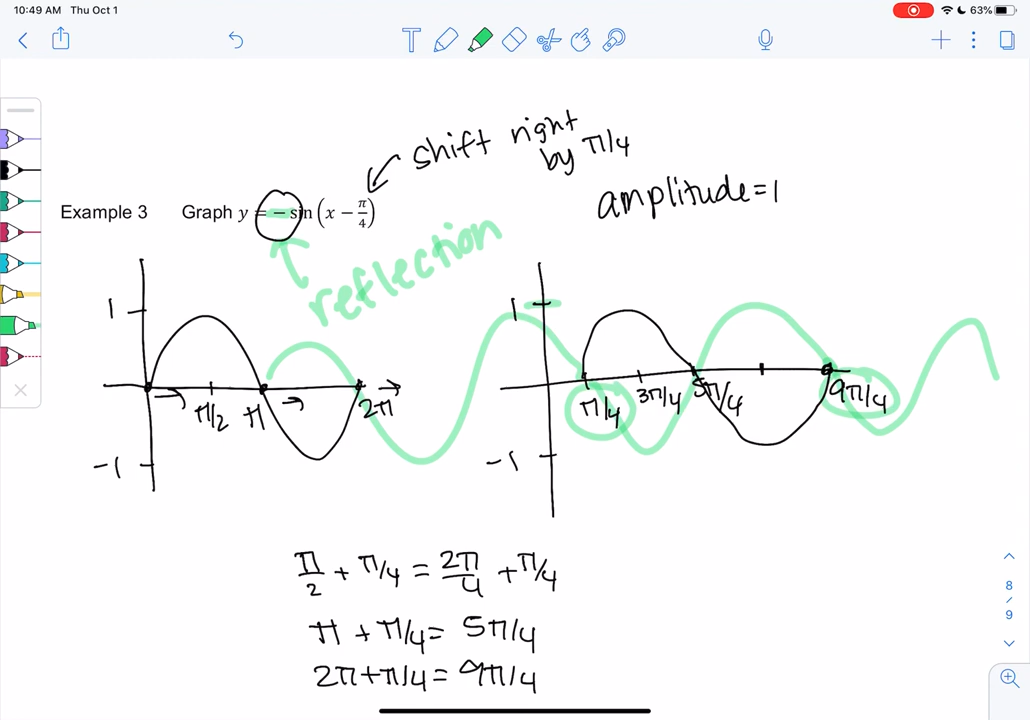 10:49 AM Thu Oct 1
63%
T
shift right
by π/4
amplitude=1
Example 3 Graph y = − sin (x − π/4)
reflection
1
π/2 π 2π
-1
1
π/4 3π/4 5π/4 9π/4
-1
π/2 + π/4 = 2π/4 + π/4
π + π/4 = 5π/4
2π+π/4 = 9π/4
8
/
9